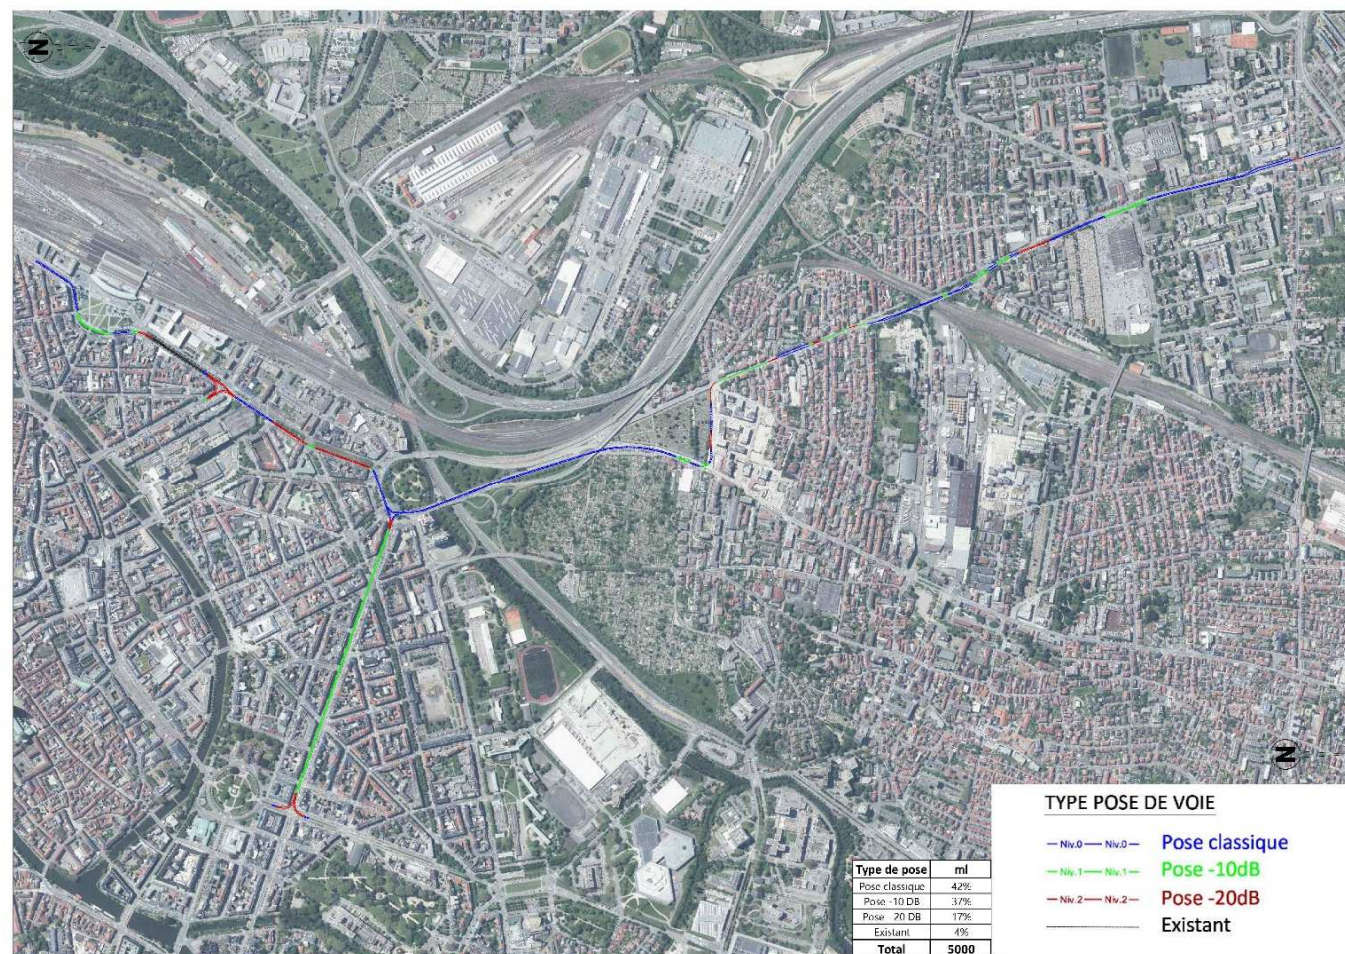 N
N
TYPE POSE DE VOIE
Niv.0 Niv.0 Pose classique
Niv.1 Niv.1 Pose -10dB
Niv.2 Niv.2 Pose -20dB
Existant
Type de pose ml
Pose classique 42%
Pose -10 DB 37%
Pose 20 DB 17%
Existant 4%
Total 5000